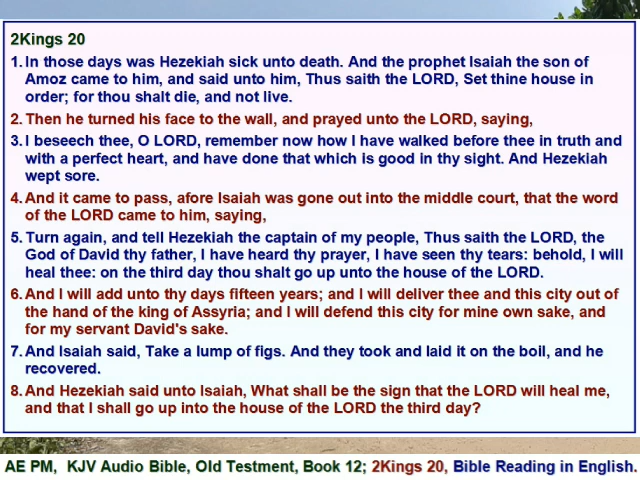 2Kings 20
1. In those days was Hezekiah sick unto death. And the prophet Isaiah the son of
Amoz came to him, and said unto him, Thus saith the LORD, Set thine house in
order; for thou shalt die, and not live.
2. Then he turned his face to the wall, and prayed unto the LORD, saying,
3. I beseech thee, O LORD, remember now how I have walked before thee in truth and
with a perfect heart, and have done that which is good in thy sight. And Hezekiah
wept sore.
4. And it came to pass, afore Isaiah was gone out into the middle court, that the word
of the LORD came to him, saying,
5. Turn again, and tell Hezekiah the captain of my people, Thus saith the LORD, the
God of David thy father, I have heard thy prayer, I have seen thy tears: behold, I will
heal thee: on the third day thou shalt go up unto the house of the LORD.
6. And I will add unto thy days fifteen years; and I will deliver thee and this city out of
the hand of the king of Assyria; and I will defend this city for mine own sake, and
for my servant David's sake.
7. And Isaiah said, Take a lump of figs. And they took and laid it on the boil, and he
recovered.
8. And Hezekiah said unto Isaiah, What shall be the sign that the LORD will heal me,
and that I shall go up into the house of the LORD the third day?
AE PM, KJV Audio Bible, Old Testment, Book 12; 2Kings 20, Bible Reading in English.